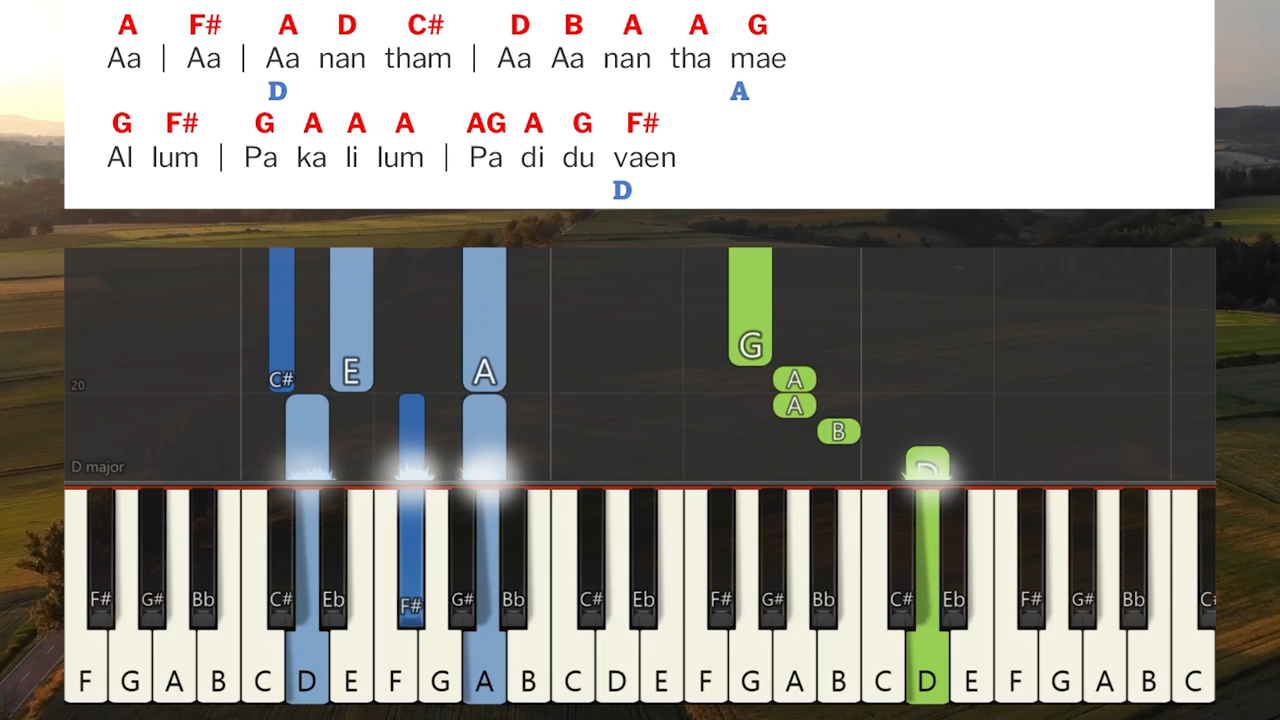 A F# A D C# D B A A G
Aa | Aa | Aa nan tham | Aa Aa nan tha mae
D A
G F# G A A A AG A G F#
Al lum | Pa ka li lum | Pa di du vaen
D
G
C# E A A
20
A
B
D major D
F# G# Bb C# Eb F# G# Bb C# Eb F# G# Bb C# Eb F# G# Bb C#
F G A B C D E F G A B C D E F G A B C D E F G A B C